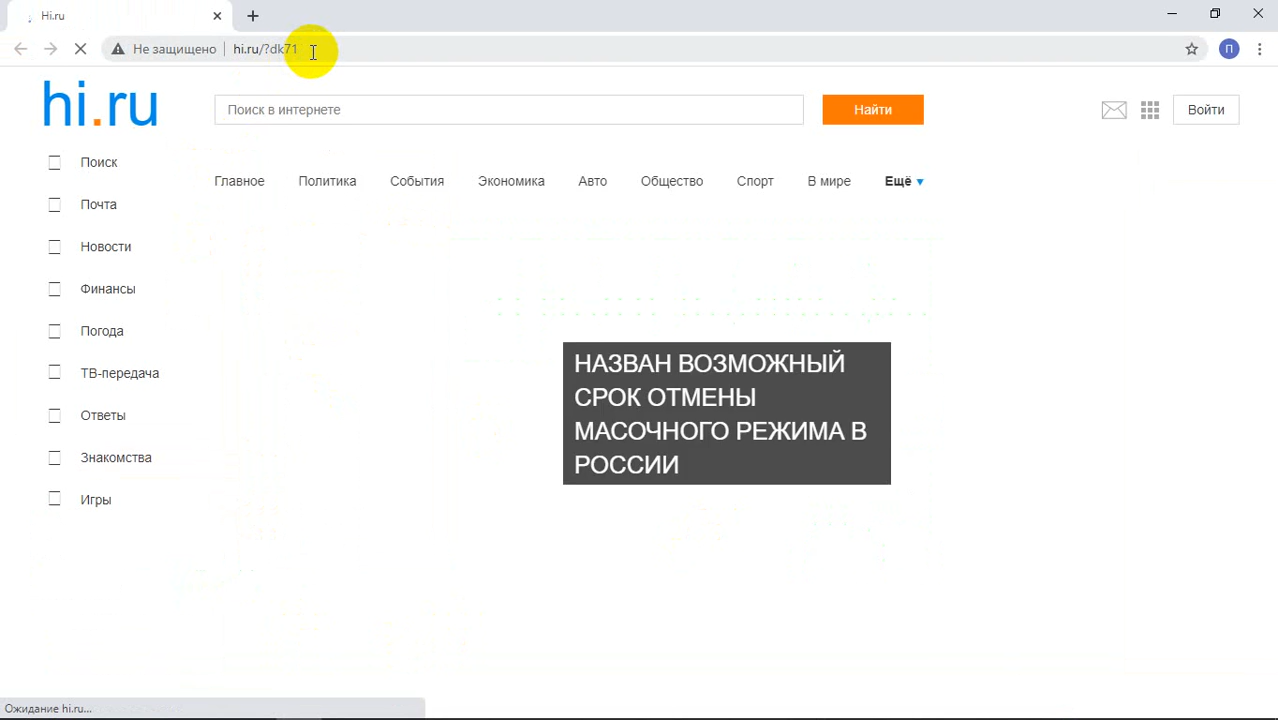 Hi.ru
Не защищено hi.ru/?dk71 П
hi.ru
Поиск в интернете Найти Войти
Поиск
Почта
Новости
Финансы
Погода
ТВ-передача
Ответы
Знакомства
Игры
Главное Политика События Экономика Авто Общество Спорт В мире Ещё
НАЗВАН ВОЗМОЖНЫЙ
СРОК ОТМЕНЫ
МАСОЧНОГО РЕЖИМА В
РОССИИ
Ожидание hi.ru...